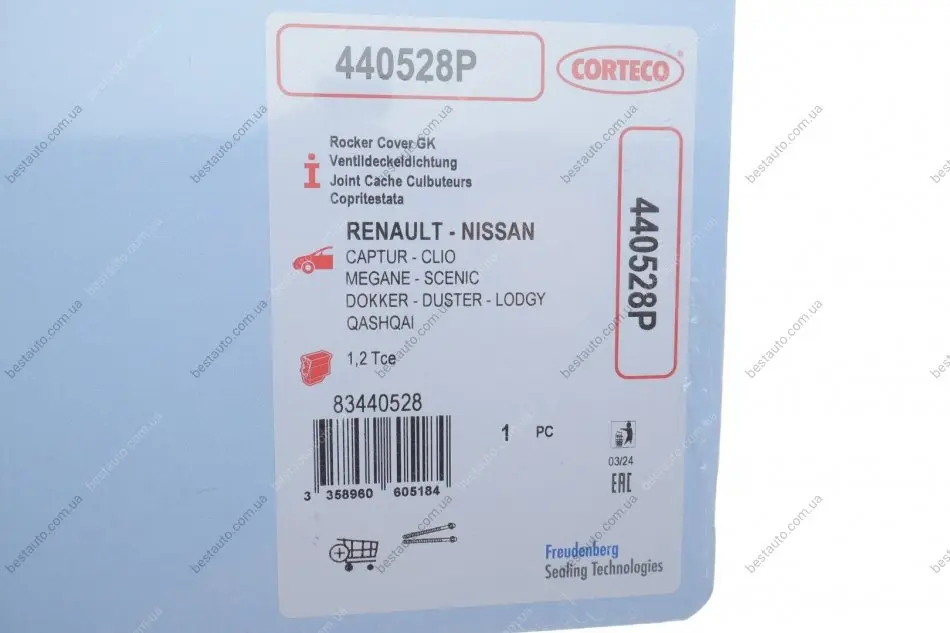 440528P
CORTECO
®
Rocker Cover GK
Ventildeckeldichtung
Joint Cache Culbuteurs
Copritestata
440528P
RENAULT - NISSAN
CAPTUR - CLIO
MEGANE - SCENIC
DOKKER - DUSTER - LODGY
QASHQAI
1,2 Tce
83440528
3 358960 605184
1 PC
03/24
EAC
Freudenberg
Sealing Technologies
bestauto.com.ua